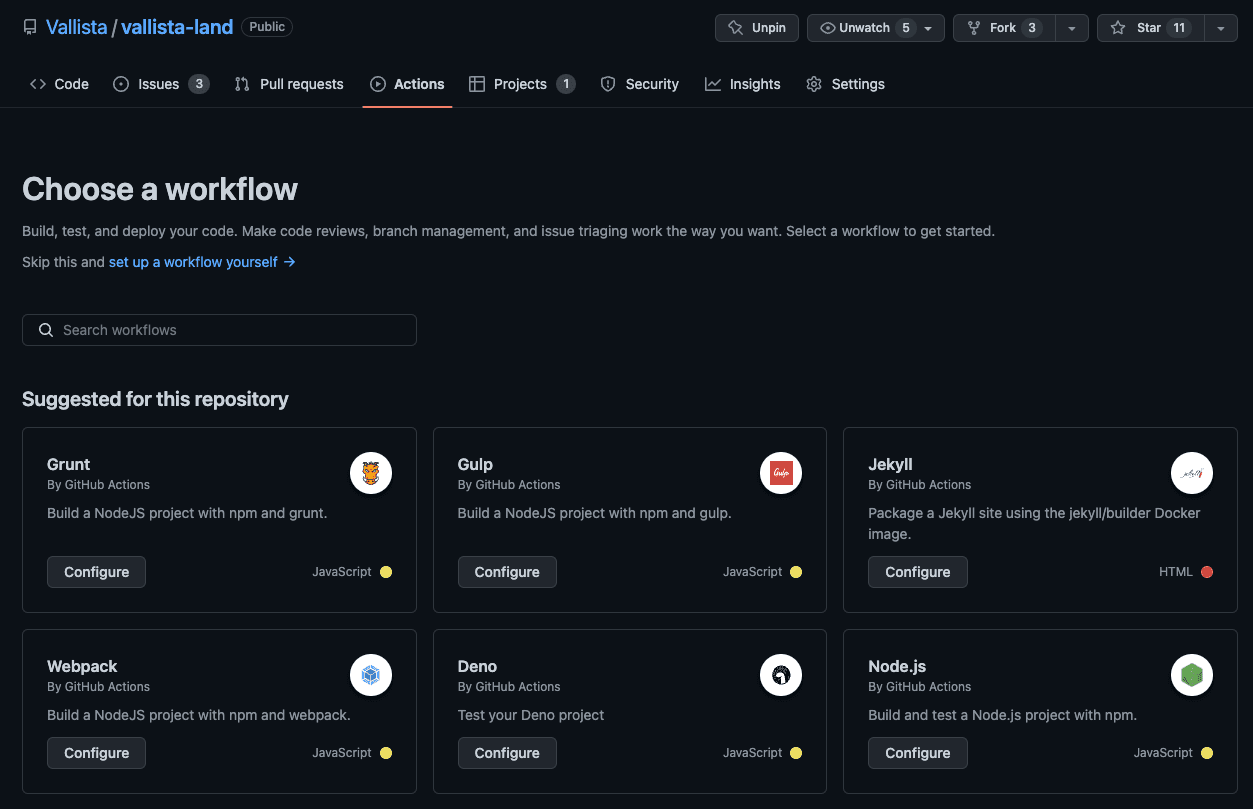 Vallista / vallista-land Public
Unpin Unwatch 5 Fork 3 Star 11
Code Issues 3 Pull requests Actions Projects 1 Security Insights Settings
Choose a workflow
Build, test, and deploy your code. Make code reviews, branch management, and issue triaging work the way you want. Select a workflow to get started.
Skip this and set up a workflow yourself →
Search workflows
Suggested for this repository
Grunt
By GitHub Actions
Build a NodeJS project with npm and grunt.
Configure JavaScript
Gulp
By GitHub Actions
Gulp
Build a NodeJS project with npm and gulp.
Configure JavaScript
Jekyll
By GitHub Actions
jekyll
Package a Jekyll site using the jekyll/builder Docker
image.
Configure HTML
Webpack
By GitHub Actions
Build a NodeJS project with npm and webpack.
Configure JavaScript
Deno
By GitHub Actions
Test your Deno project
Configure JavaScript
Node.js
By GitHub Actions
Build and test a Node.js project with npm.
Configure JavaScript